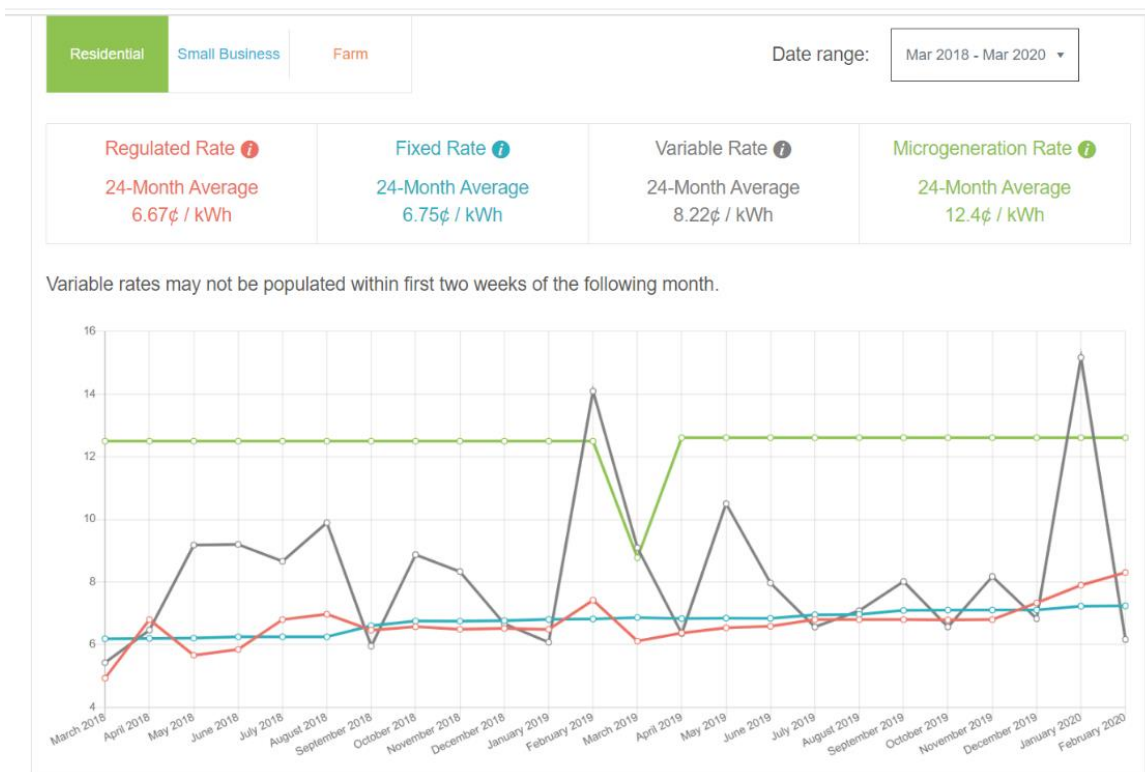 Residential Small Business Farm Date range: Mar 2018 - Mar 2020
Regulated Rate Fixed Rate Variable Rate Microgeneration Rate
24-Month Average 24-Month Average 24-Month Average 24-Month Average
6.67¢ / kWh 6.75¢ / kWh 8.22¢ / kWh 12.4¢ / kWh
Variable rates may not be populated within first two weeks of the following month.
16
14
12
10
8
6
4
March 2018 April 2018 May 2018 June 2018 July 2018 August 2018 September 2018 October 2018 November 2018 December 2018 January 2019 February 2019 March 2019 April 2019 May 2019 June 2019 July 2019 August 2019 September 2019 October 2019 November 2019 December 2019 January 2020 February 2020